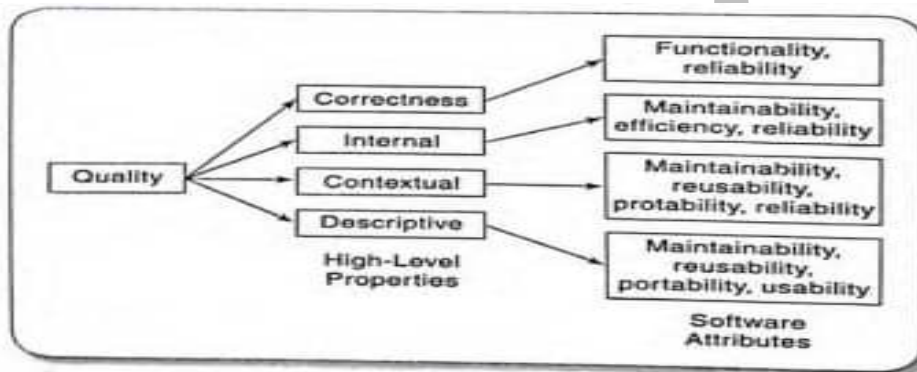 Quality
Correctness
Internal
Contextual
Descriptive
High-Level
Properties
Functionality,
reliability
Maintainability,
efficiency, reliability
Maintainability,
reusability,
protability, reliability
Maintainability,
reusability,
portability, usability
Software
Attributes